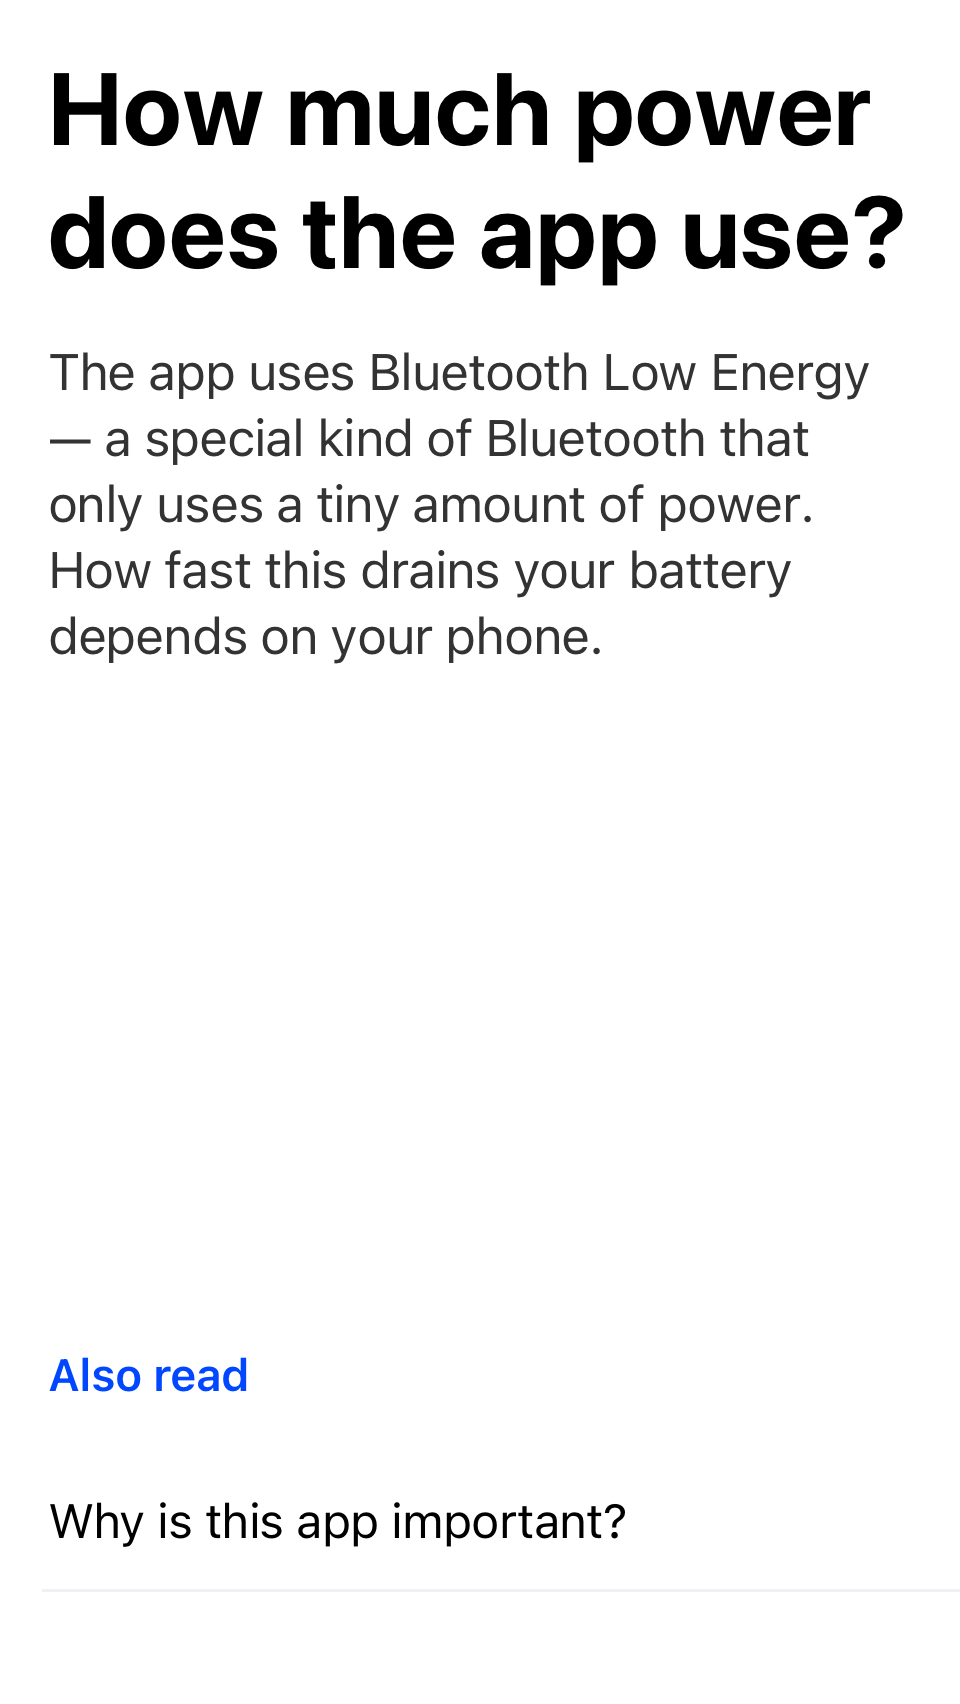 How much power
does the app use?
The app uses Bluetooth Low Energy
— a special kind of Bluetooth that
only uses a tiny amount of power.
How fast this drains your battery
depends on your phone.
Also read
Why is this app important?